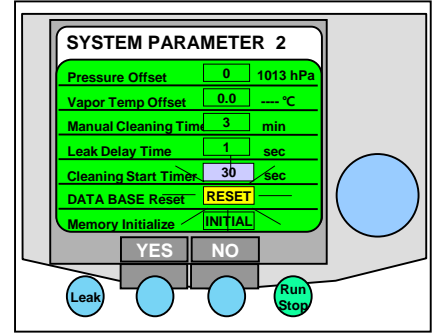 SYSTEM PARAMETER 2
Pressure Offset 0 1013 hPa
Vapor Temp Offset 0.0 ---- ℃
Manual Cleaning Time 3 min
Leak Delay Time 1 sec
Cleaning Start Timer 30 sec
DATA BASE Reset RESET
Memory Initialize INITIAL
YES NO
Leak
Run
Stop